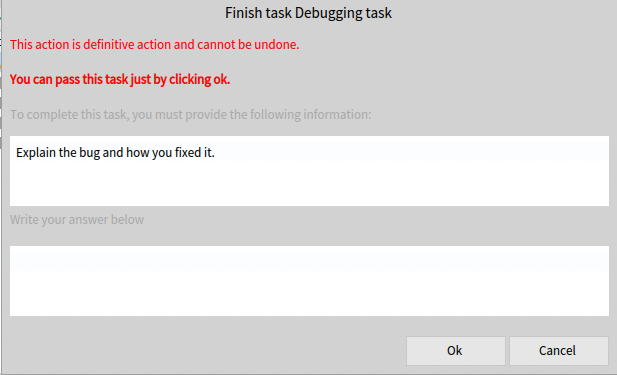 Finish task Debugging task
This action is definitive action and cannot be undone.
You can pass this task just by clicking ok.
To complete this task, you must provide the following information:
Explain the bug and how you fixed it.
Write your answer below
Ok Cancel